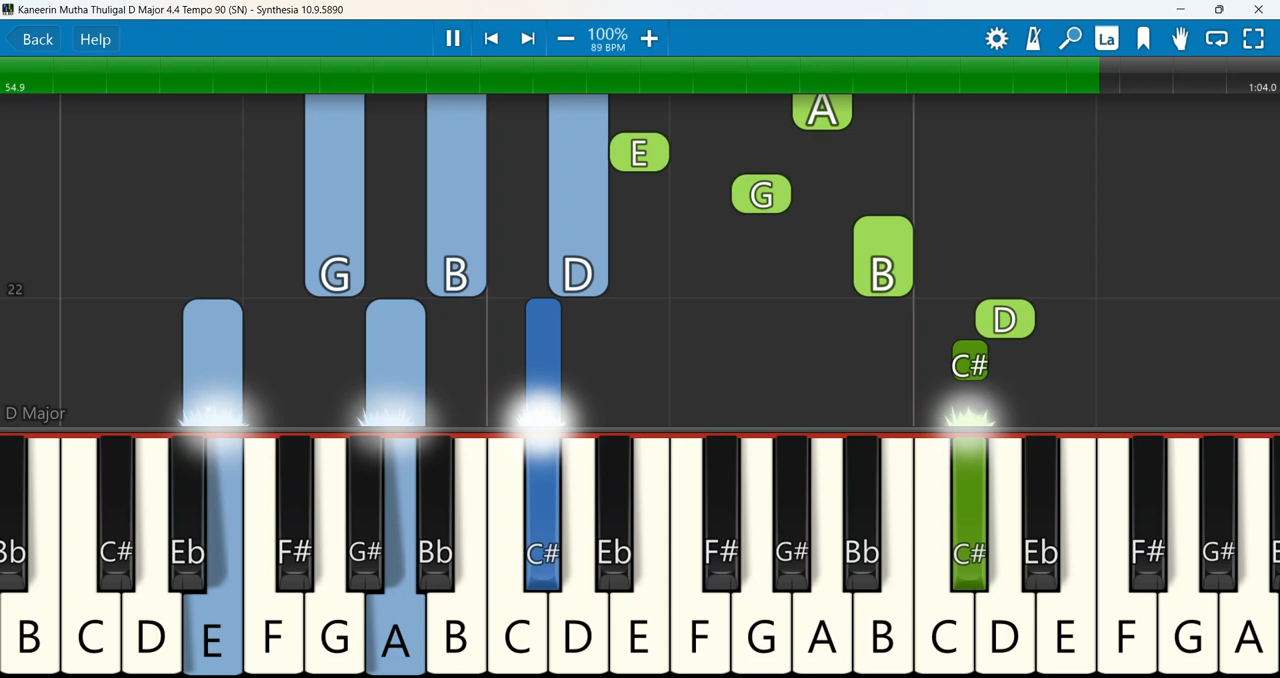 Kaneerin Mutha Thuligal D Major 4.4 Tempo 90 (SN) - Synthesia 10.9.5890
Back Help 100% La
89 BPM
54.9 1:04.0
A
E
G
G B D B
22
D
C#
D Major
Bb C# Eb F# G# Bb C# Eb F# G# Bb C# Eb F# G# E
B C D E F G A B C D E F G A B C D E F G A